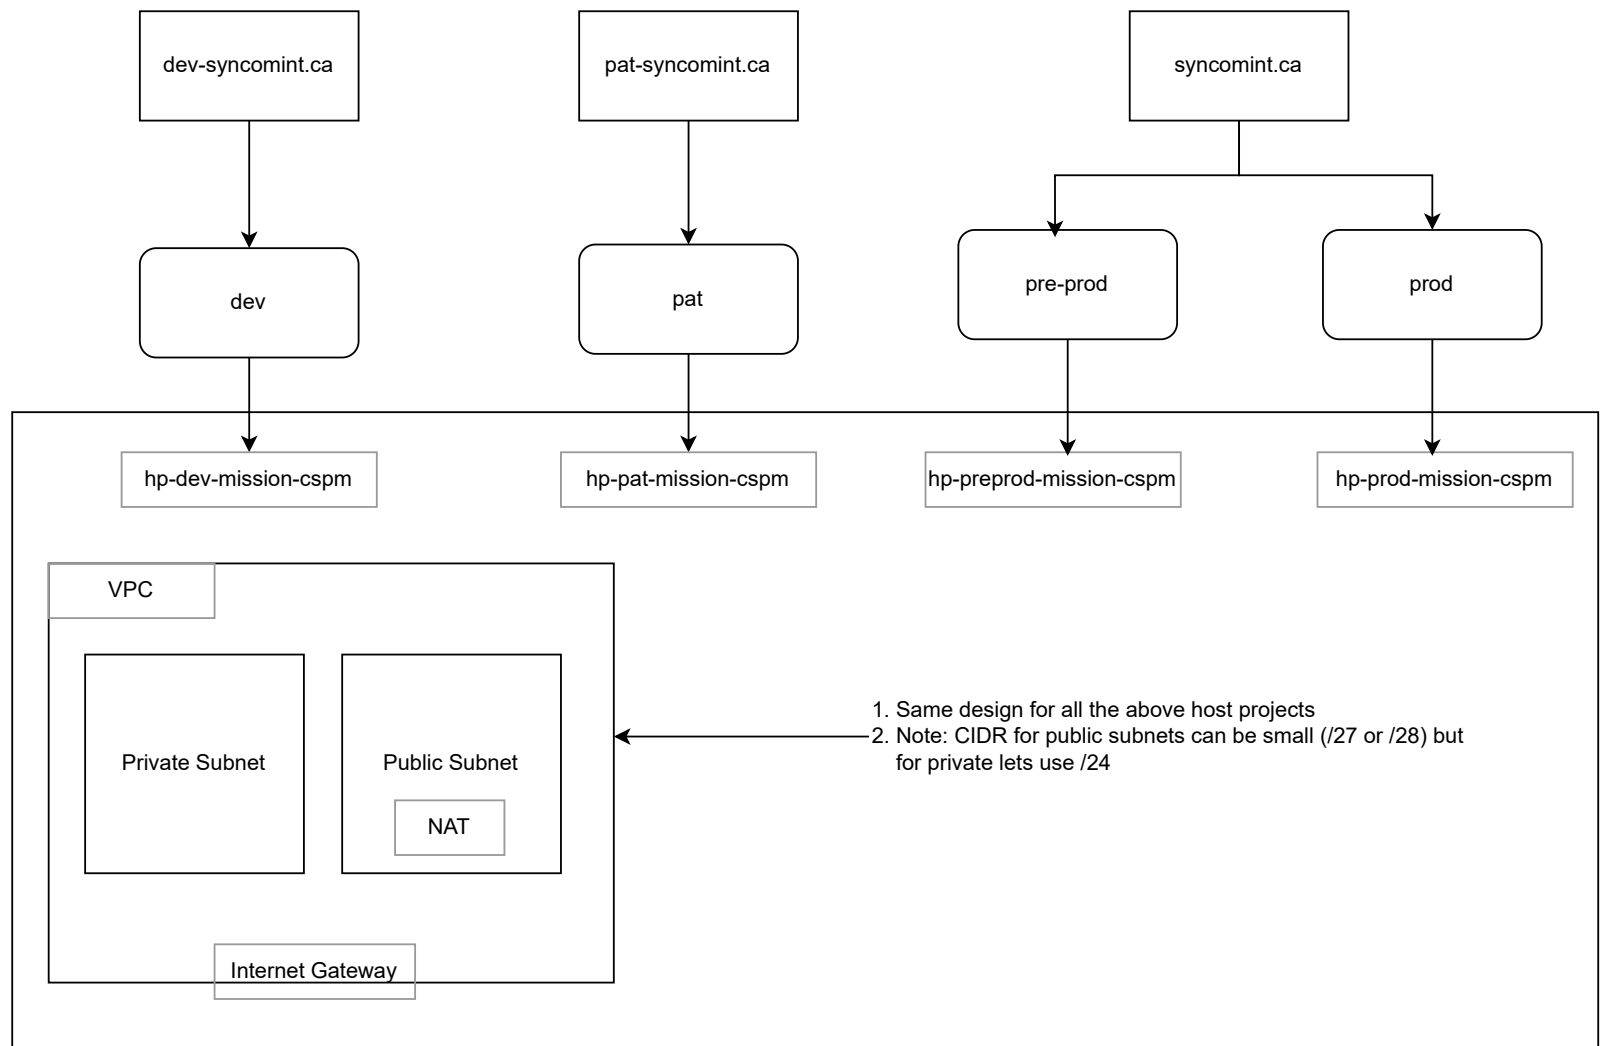 dev-syncomint.ca
pat-syncomint.ca
syncomint.ca
dev
pat
pre-prod
prod
hp-dev-mission-cspm
hp-pat-mission-cspm
hp-preprod-mission-cspm
hp-prod-mission-cspm
VPC
Private Subnet
Public Subnet
NAT
Internet Gateway
1. Same design for all the above host projects
2. Note: CIDR for public subnets can be small (/27 or /28) but
for private lets use /24